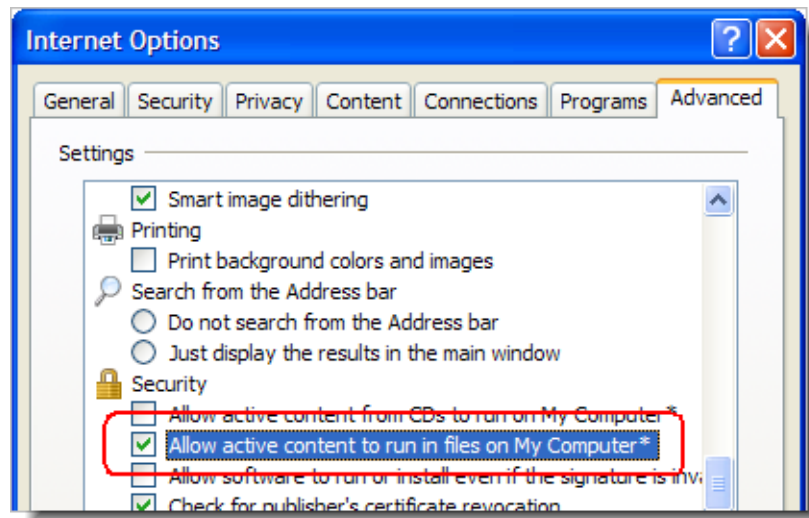 Internet Options
General Security Privacy Content Connections Programs Advanced
Settings
Smart image dithering
Printing
Print background colors and images
Search from the Address bar
Do not search from the Address bar
Just display the results in the main window
Security
Allow active content from CDs to run on My Computer*
Allow active content to run in files on My Computer*
Allow software to run or install even if the signature is inv
Check for publisher's certificate revocation